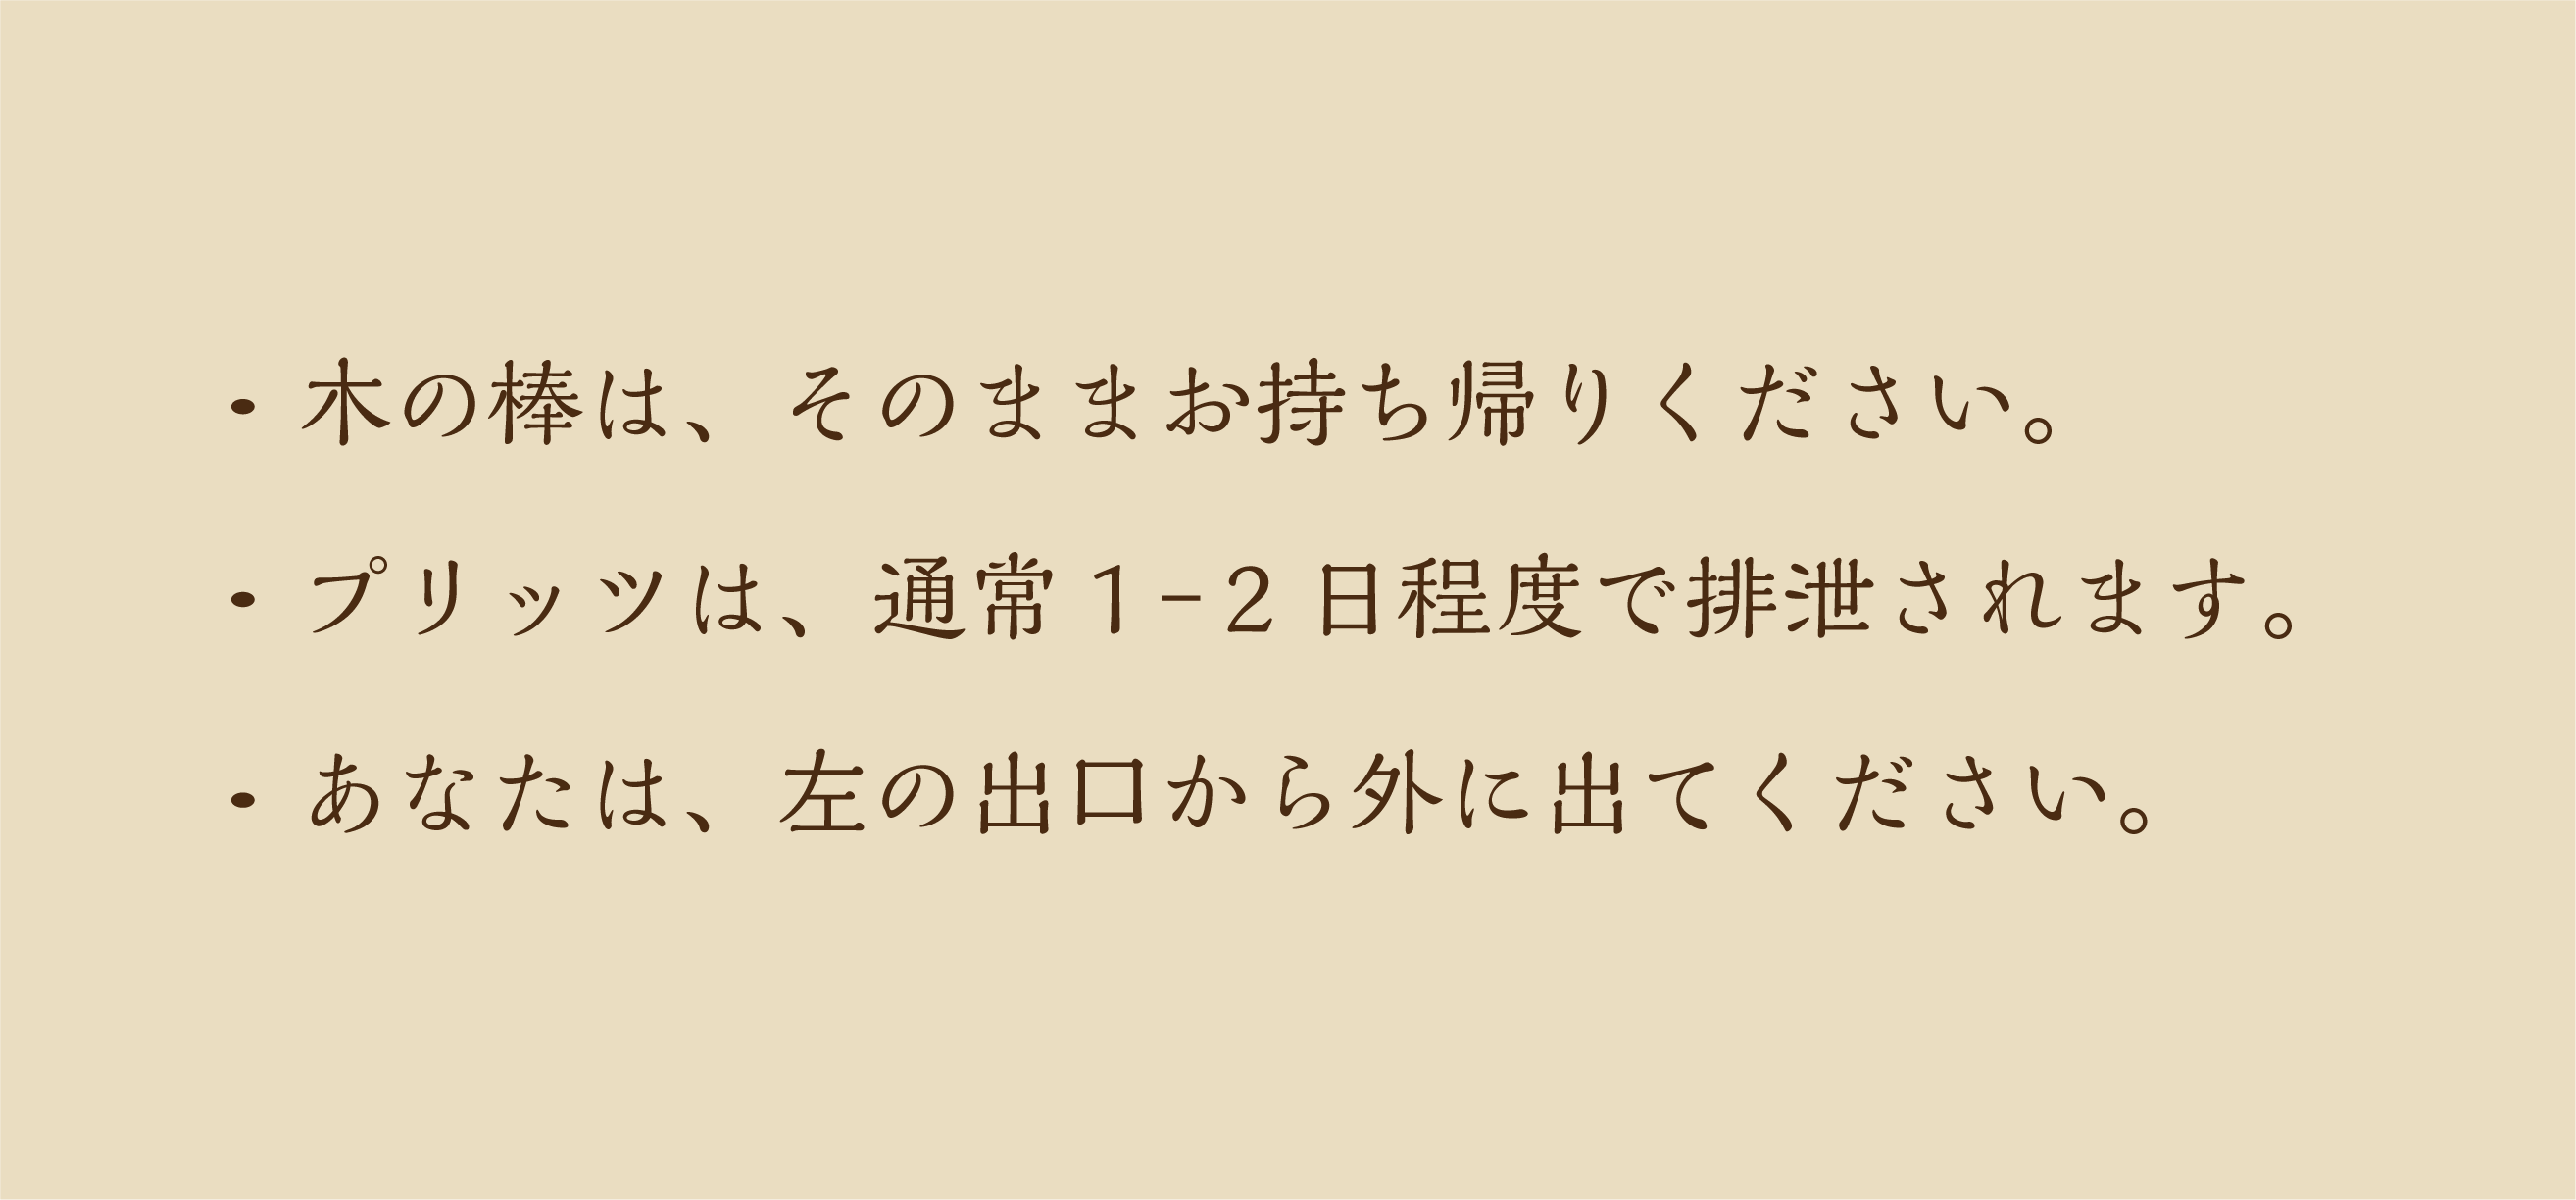 ・木の棒は、そのままお持ち帰りください。
・プリッツは、通常1−2日程度で排泄されます。
・あなたは、左の出口から外に出てください。